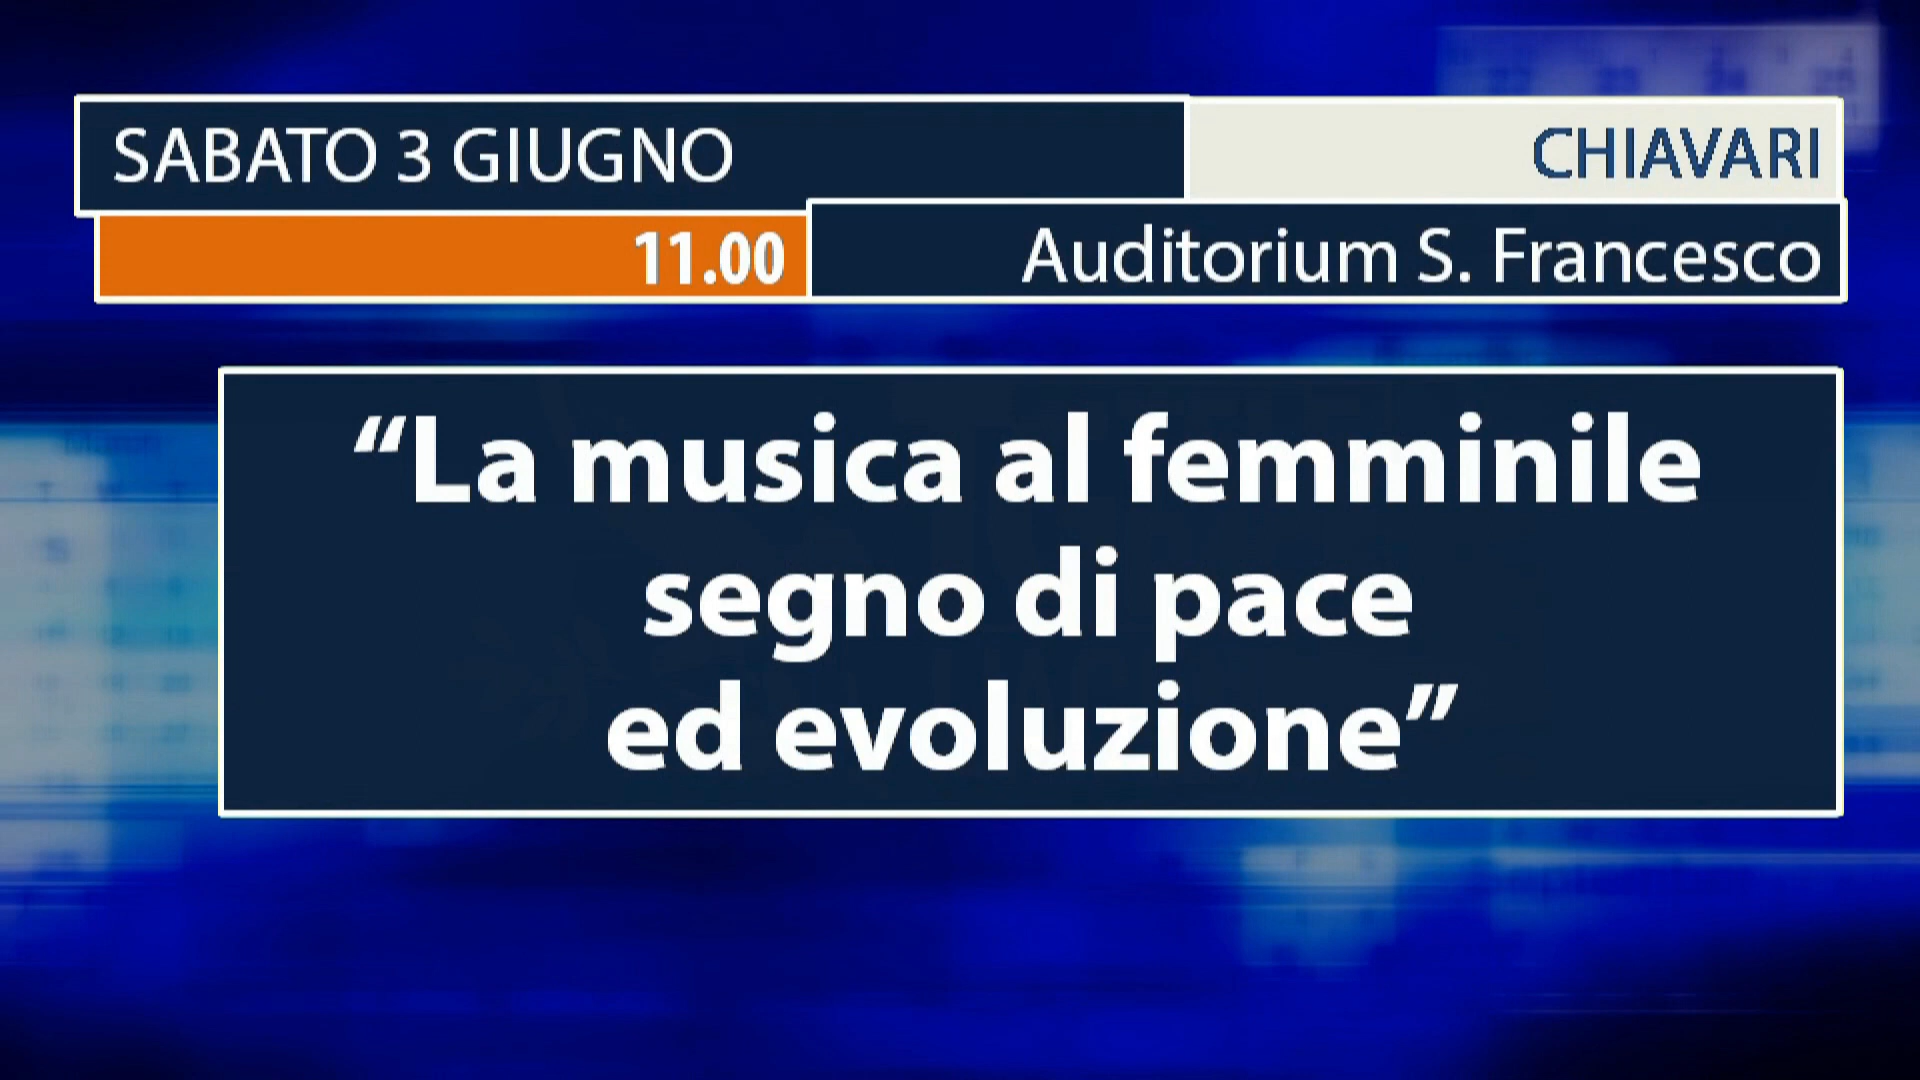 SABATO 3 GIUGNO
CHIAVARI
11.00
Auditorium S. Francesco
“La musica al femminile
segno di pace
ed evoluzione”